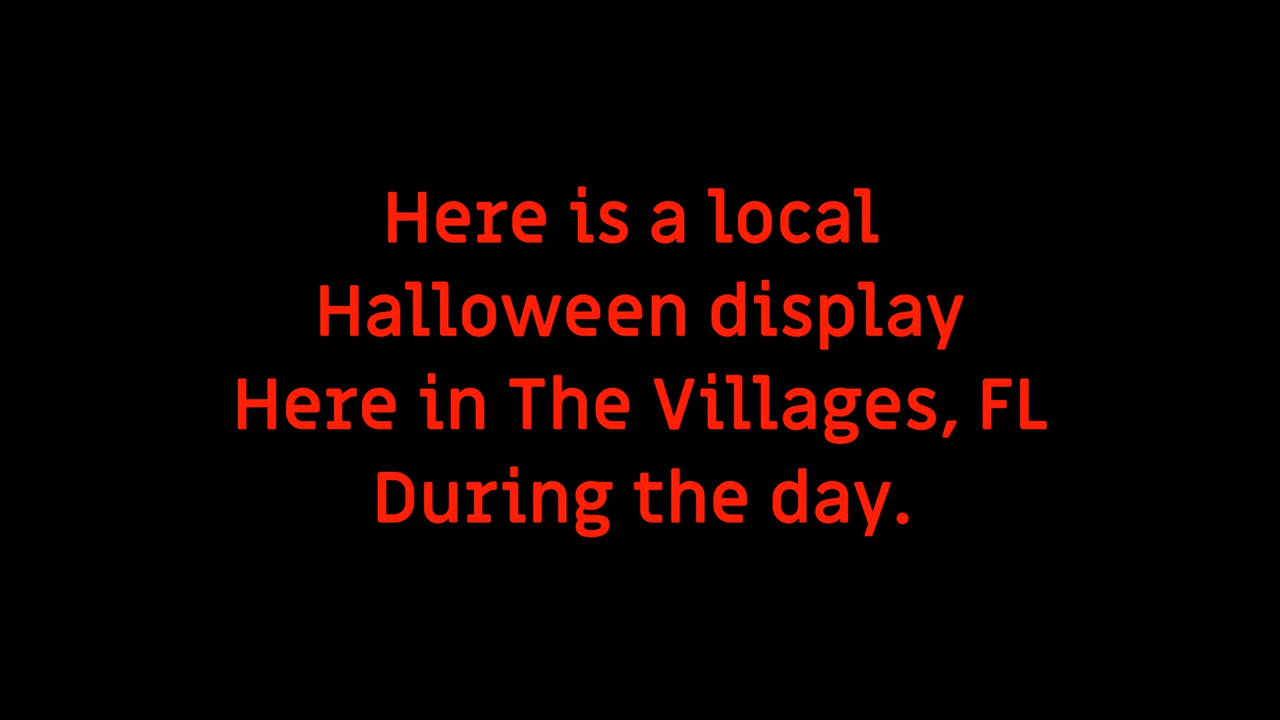 Here is a local
Halloween display
Here in The Villages, FL
During the day.